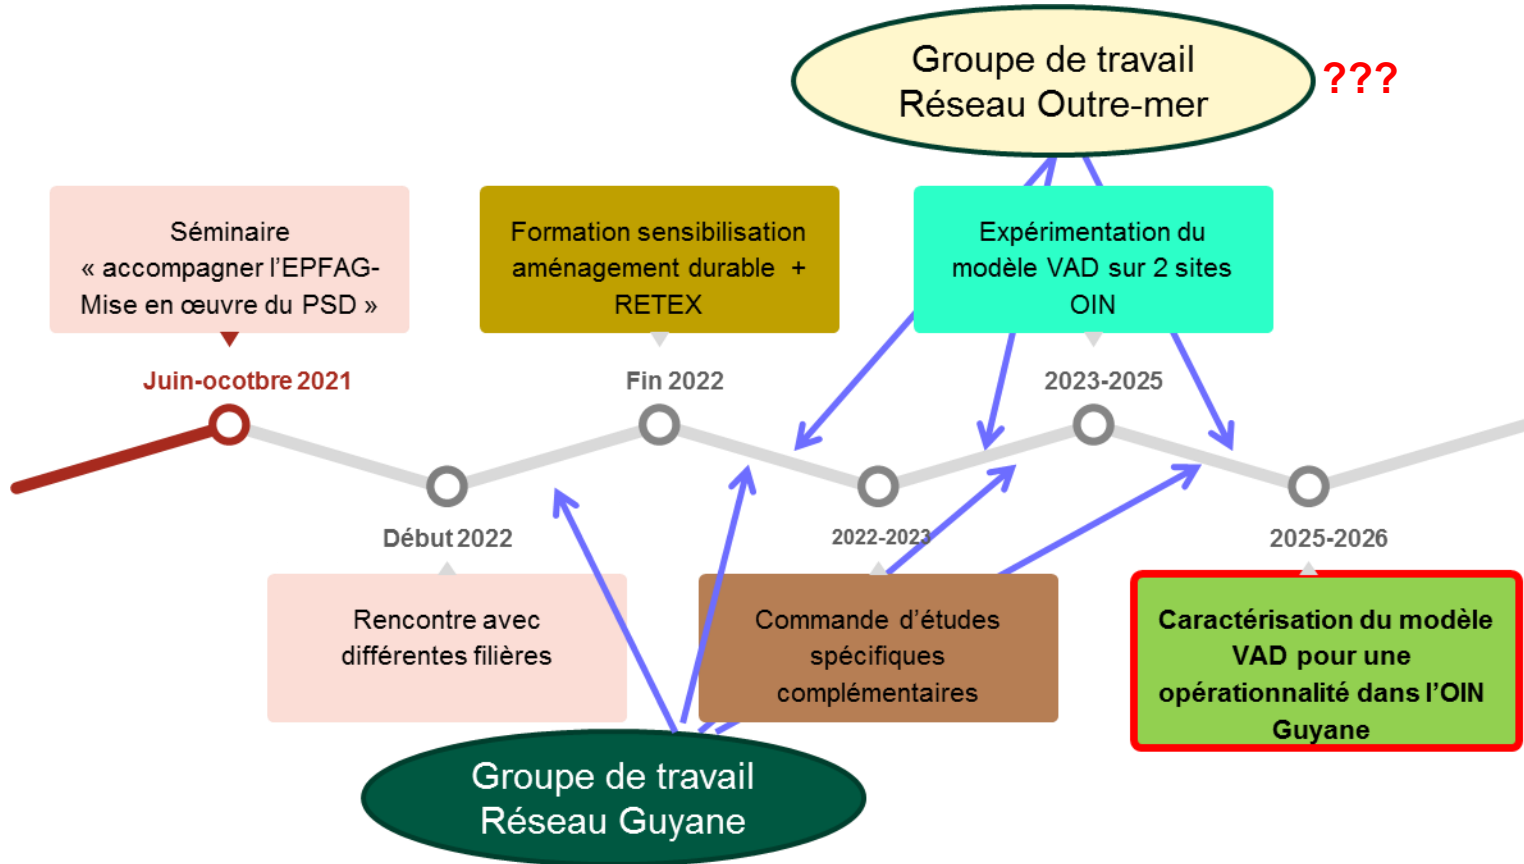 Groupe de travail
Réseau Outre-mer
???
Séminaire
« accompagner l'EPFAG-
Mise en œuvre du PSD »
Formation sensibilisation
aménagement durable +
RETEX
Expérimentation du
modèle VAD sur 2 sites
OIN
Juin-ocotbre 2021
Fin 2022
2023-2025
Début 2022
2022-2023
2025-2026
Rencontre avec
différentes filières
Commande d'études
spécifiques
complémentaires
Caractérisation du modèle
VAD pour une
opérationnalité dans l'OIN
Guyane
Groupe de travail
Réseau Guyane